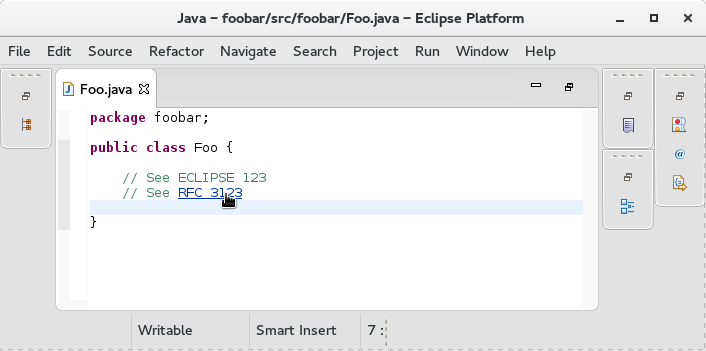 Java – foobar/src/foobar/Foo.java – Eclipse Platform
File Edit Source Refactor Navigate Search Project Run Window Help
Foo.java
package foobar;
public class Foo {
// See ECLIPSE 123
// See RFC 3123
}
Writable Smart Insert 7 :